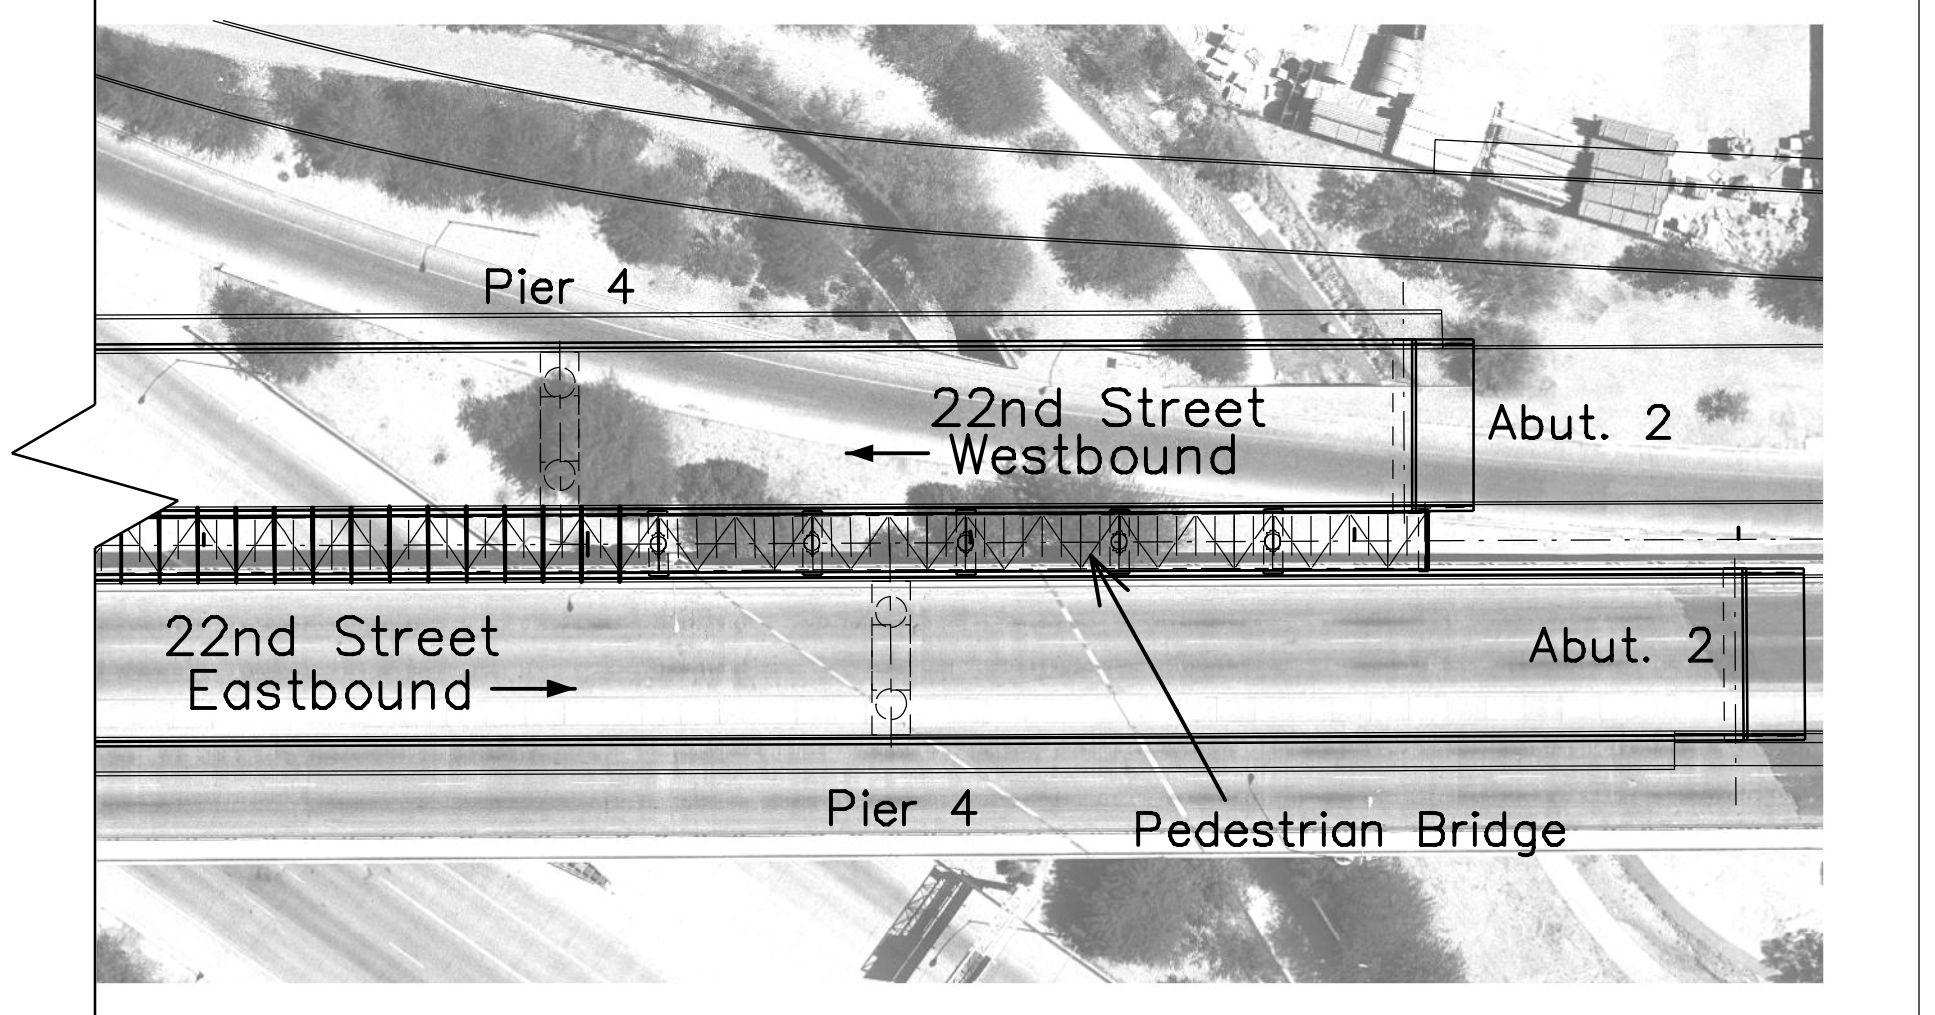 Pier 4
22nd Street
Westbound
Abut. 2
22nd Street
Eastbound
Abut. 2
Pier 4
Pedestrian Bridge